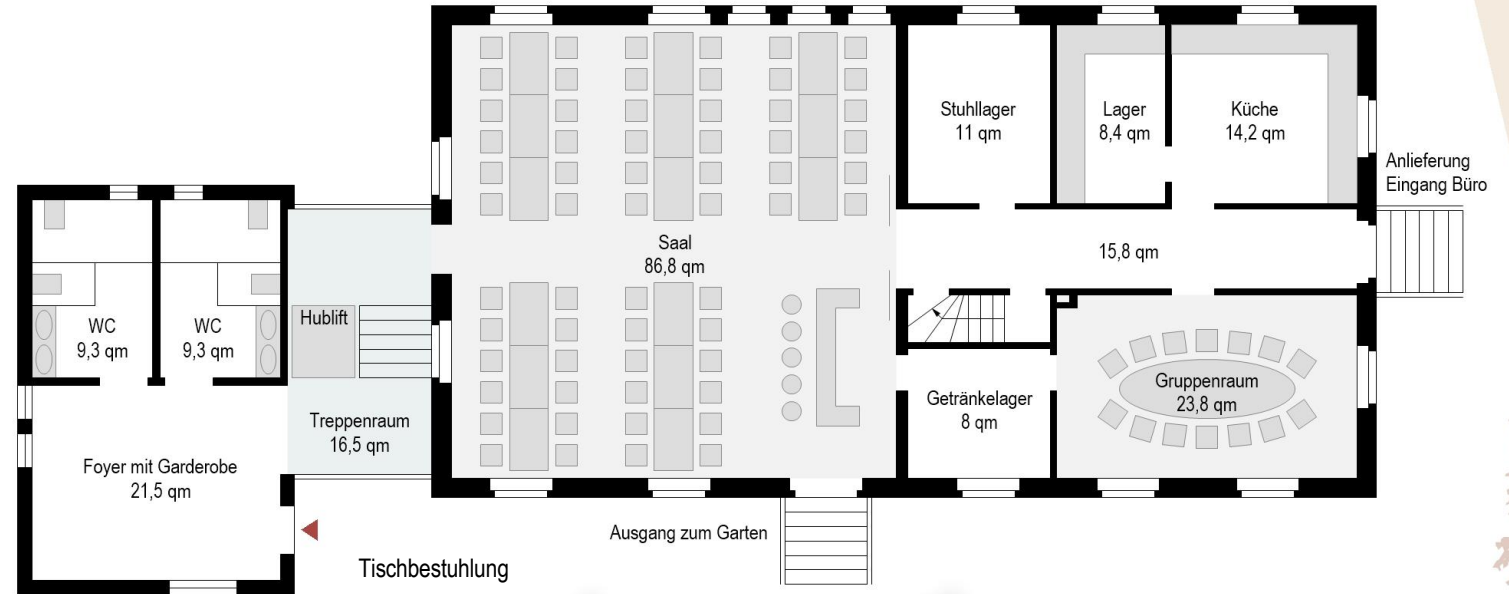 Stuhllager
11 qm
Lager
8,4 qm
Küche
14,2 qm
Anlieferung
Eingang Büro
Saal
86,8 qm
15,8 qm
Hublift
WC
9,3 qm
WC
9,3 qm
Gruppenraum
23,8 qm
Getränkelager
8 qm
Treppenraum
16,5 qm
Foyer mit Garderobe
21,5 qm
Ausgang zum Garten
Tischbestuhlung